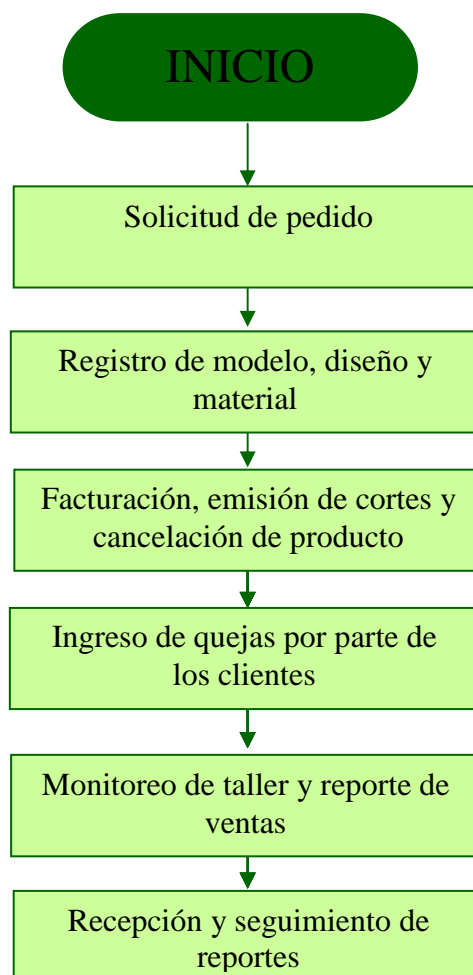 INICIO
Solicitud de pedido
Registro de modelo, diseño y
material
Facturación, emisión de cortes y
cancelación de producto
Ingreso de quejas por parte de
los clientes
Monitoreo de taller y reporte de
ventas
Recepción y seguimiento de
reportes